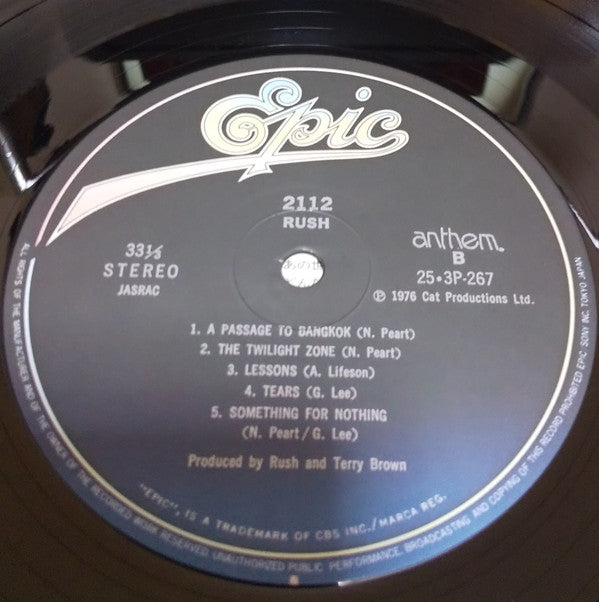 Epic
2112
RUSH
33⅓
STEREO
JASRAC
anthem.
B
25・3P-267
℗ 1976 Cat Productions Ltd.
1. A PASSAGE TO BANGKOK (N. Peart)
2. THE TWILIGHT ZONE (N. Peart)
3. LESSONS (A. Lifeson)
4. TEARS (G. Lee)
5. SOMETHING FOR NOTHING
(N. Peart/G. Lee)
Produced by Rush and Terry Brown
"EPIC", IS A TRADEMARK OF CBS INC./MARCA REG.
ALL RIGHTS OF THE MANUFACTURER AND OF THE OWNER OF THE RECORDED WORK RESERVED. UNAUTHORIZED PUBLIC PERFORMANCE, BROADCASTING AND COPYING OF THIS RECORD PROHIBITED EPIC/SONY INC. TOKYO JAPAN